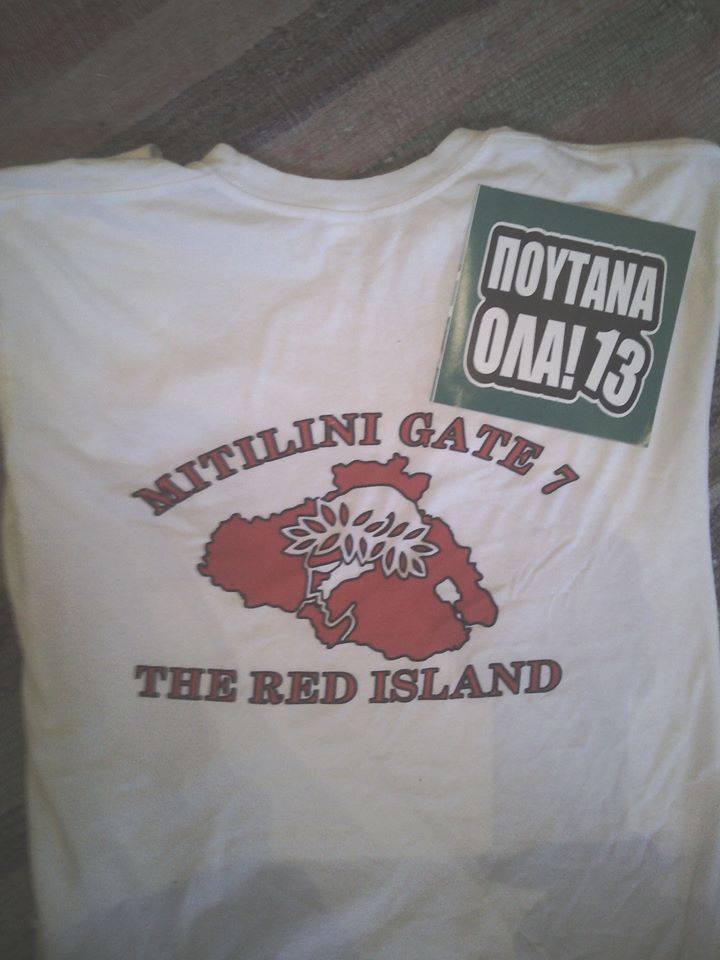 ΠΟΥΤΑΝΑ
ΟΛΑ! 13
MITILINI GATE 7
THE RED ISLAND